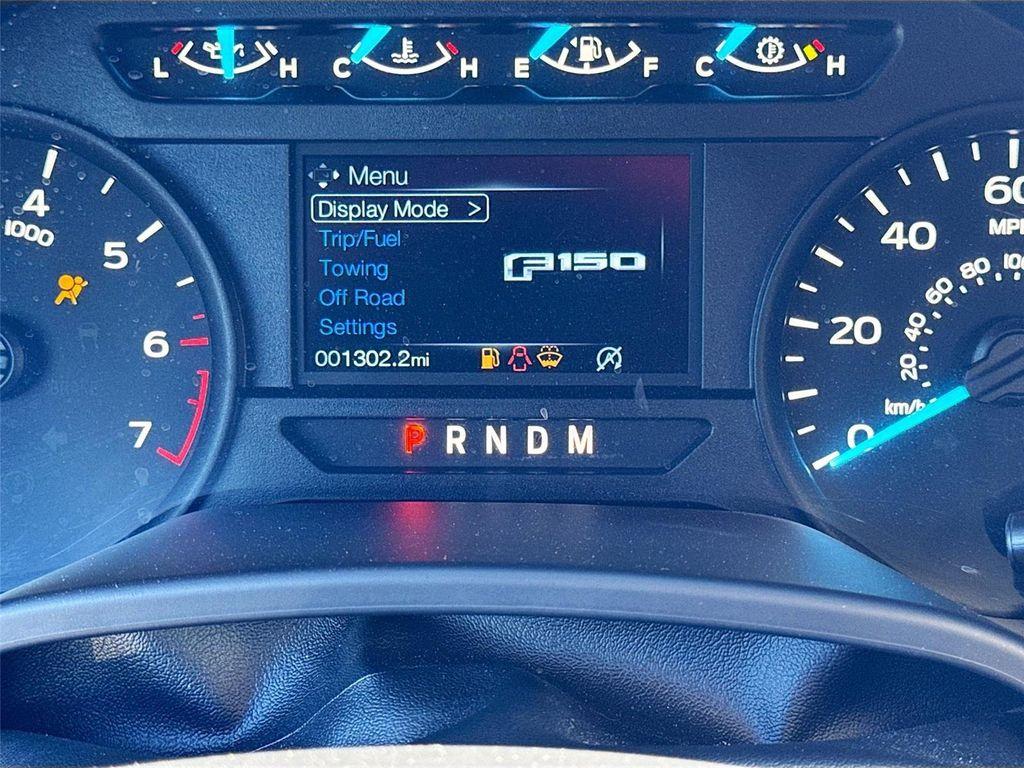 L H C H E F C H
4
1000
5
6
7
Menu
Display Mode >
Trip/Fuel
Towing
Off Road
Settings
F150
001302.2mi
P R N D M
60
MPH
40
20
0
80
60
40
20
km/h